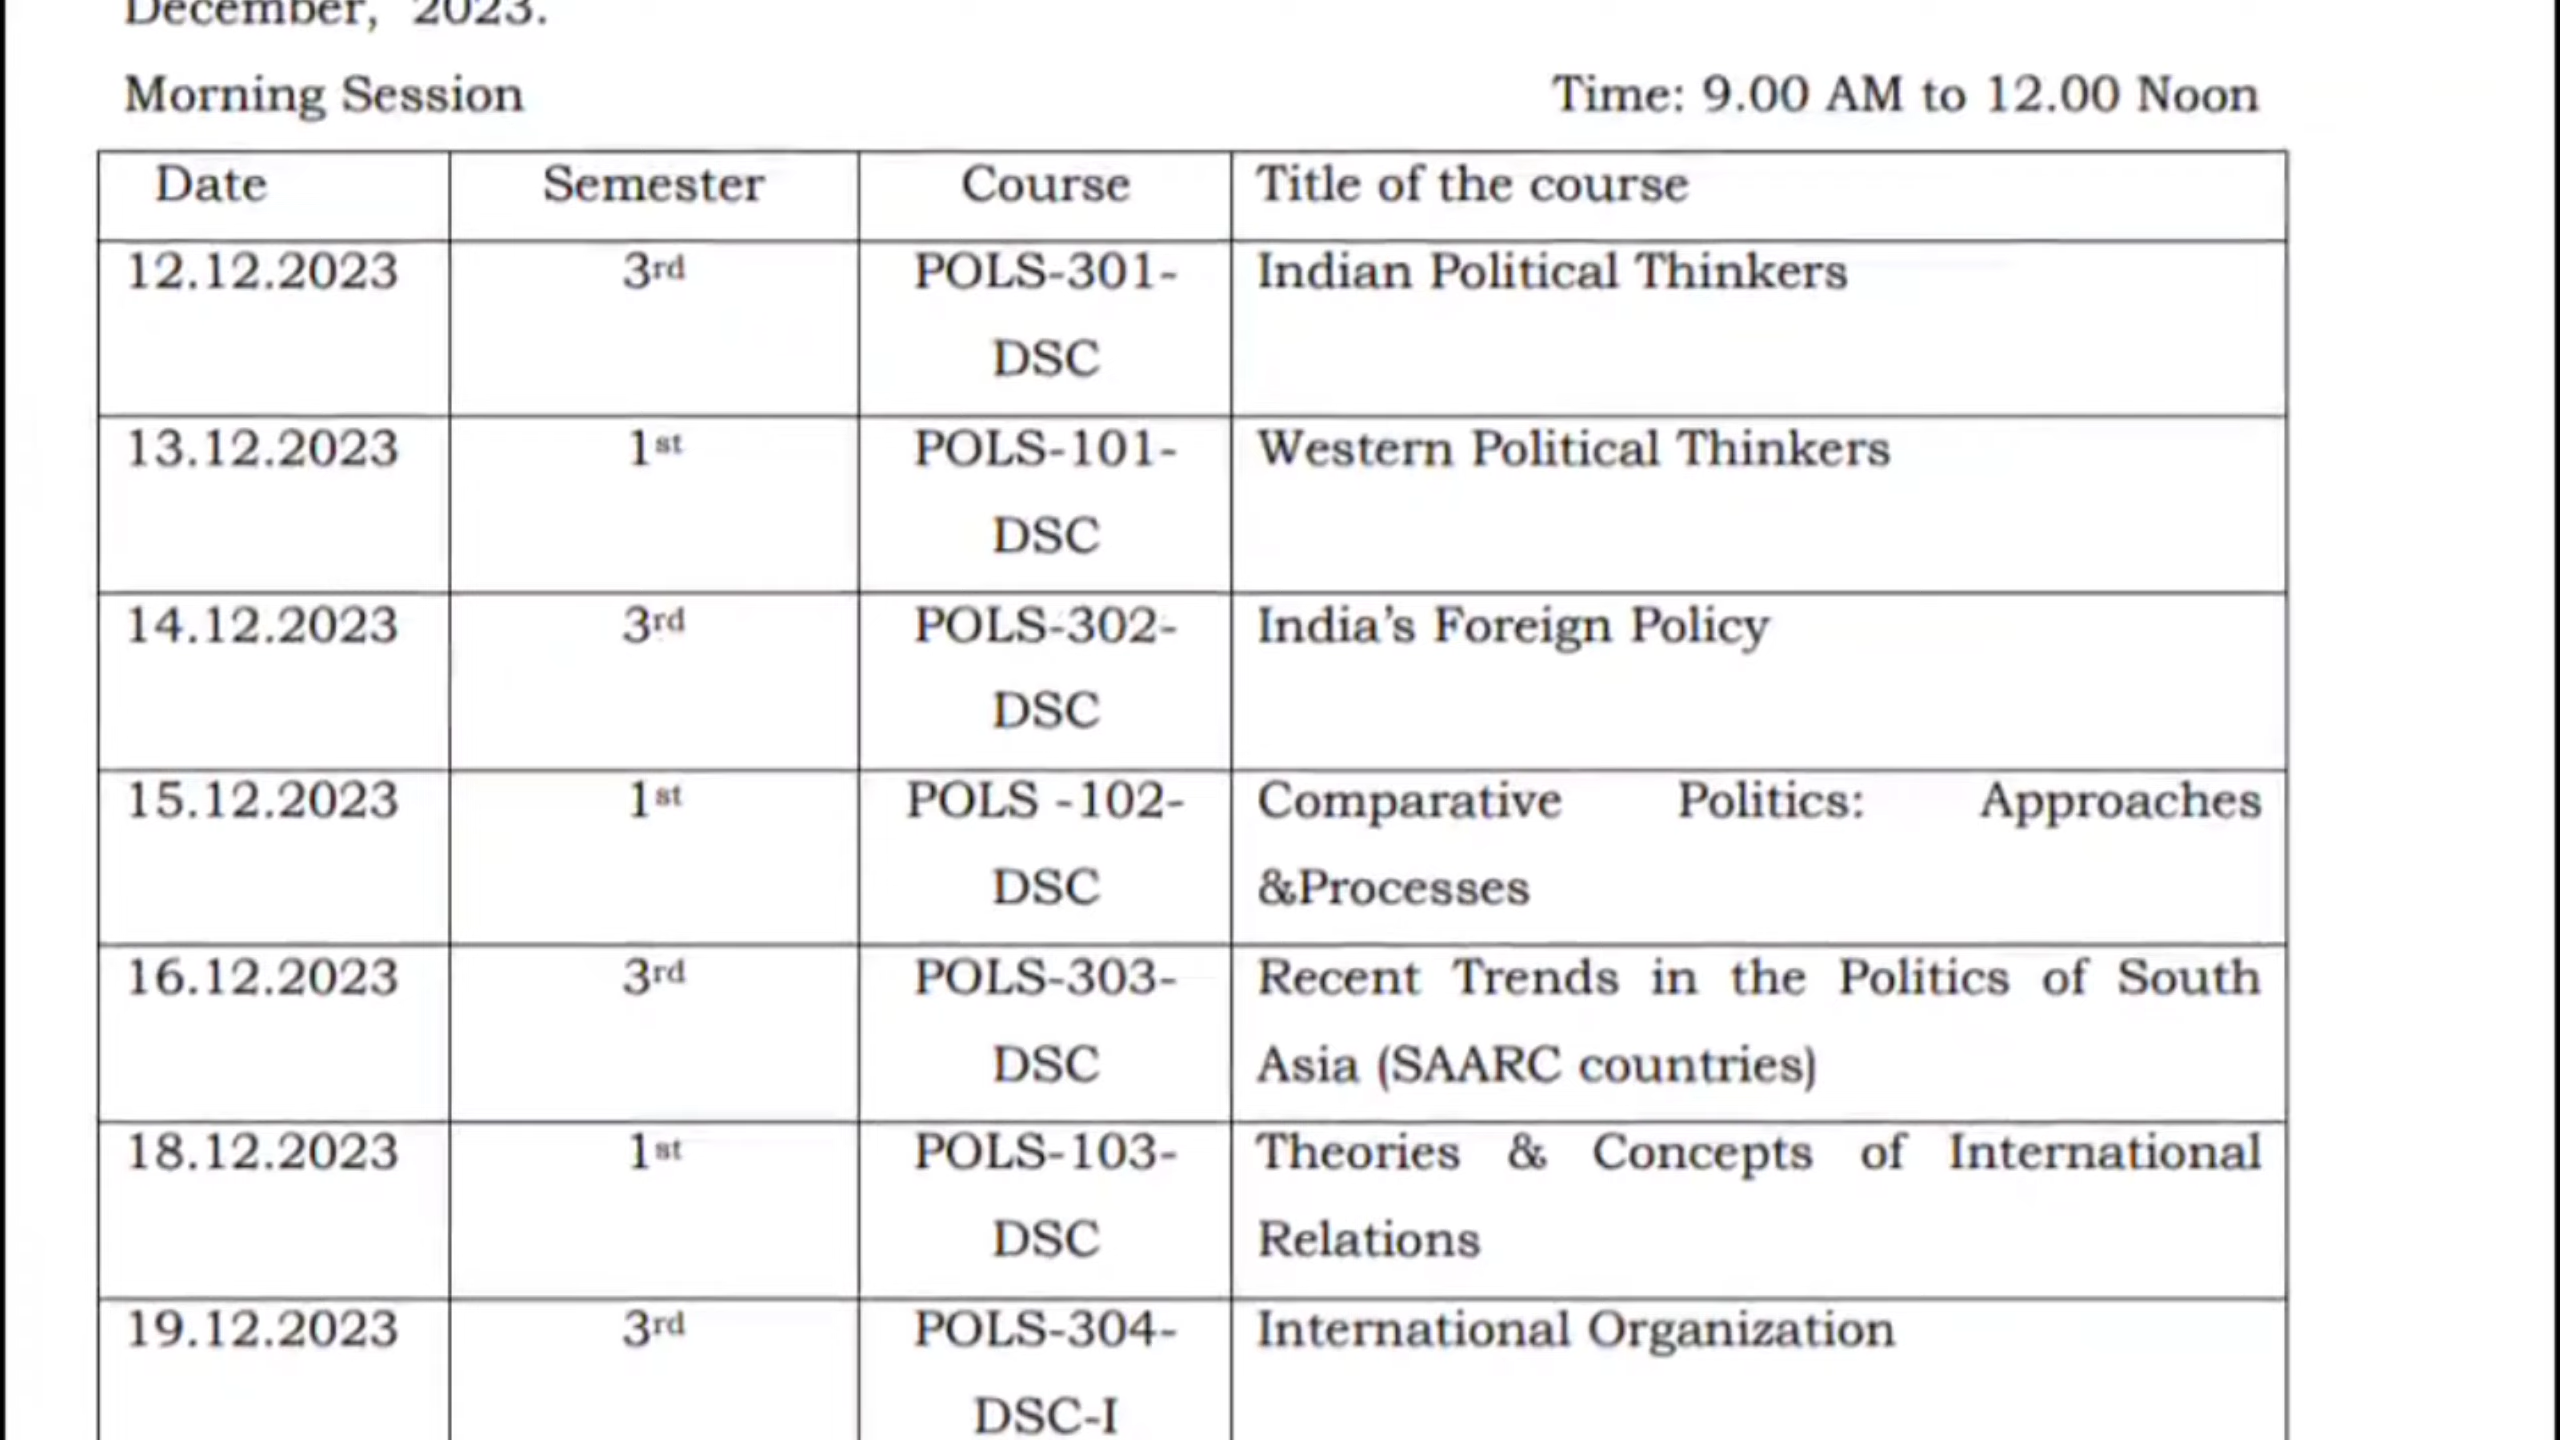 December, 2023.
Morning Session Time: 9.00 AM to 12.00 Noon
Date Semester Course Title of the course
12.12.2023 3rd POLS-301- Indian Political Thinkers
DSC
13.12.2023 1st POLS-101- Western Political Thinkers
DSC
14.12.2023 3rd POLS-302- India’s Foreign Policy
DSC
15.12.2023 1st POLS -102- Comparative Politics: Approaches
DSC &Processes
16.12.2023 3rd POLS-303- Recent Trends in the Politics of South
DSC Asia (SAARC countries)
18.12.2023 1st POLS-103- Theories & Concepts of International
DSC Relations
19.12.2023 3rd POLS-304- International Organization
DSC-I